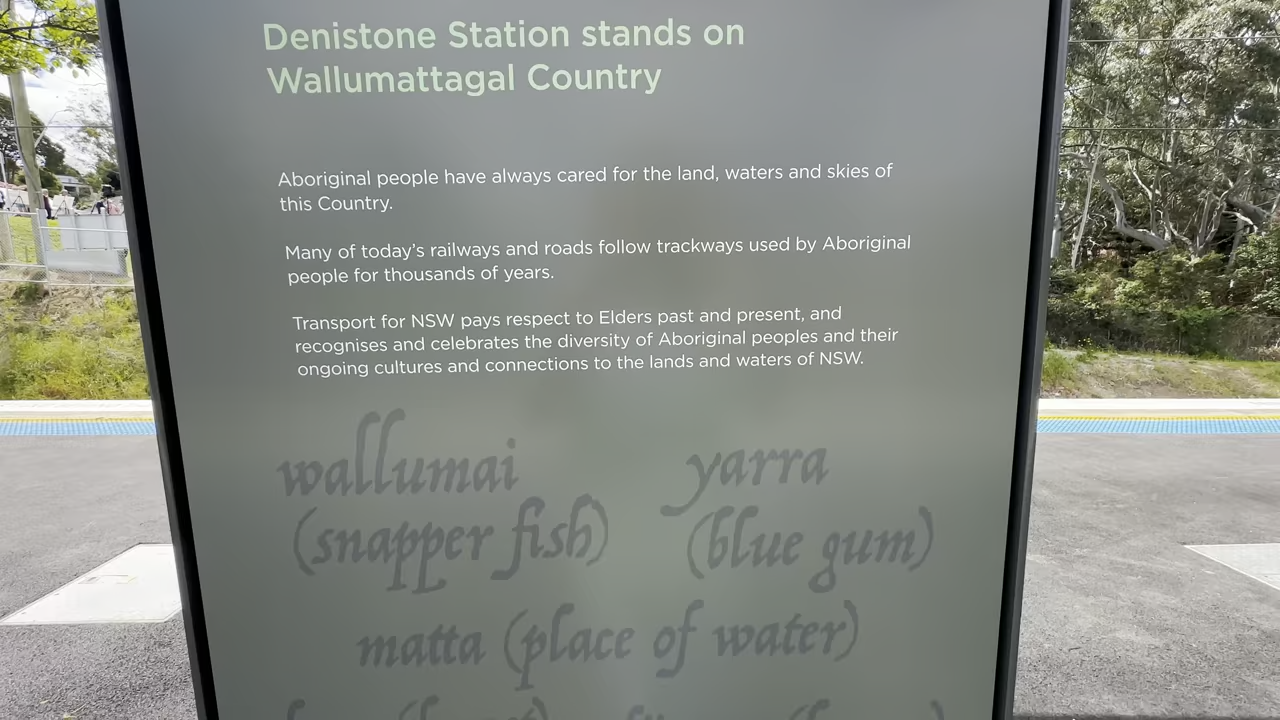 Denistone Station stands on
Wallumattagal Country
Aboriginal people have always cared for the land, waters and skies of
this Country.
Many of today's railways and roads follow trackways used by Aboriginal
people for thousands of years.
Transport for NSW pays respect to Elders past and present, and
recognises and celebrates the diversity of Aboriginal peoples and their
ongoing cultures and connections to the lands and waters of NSW.
wallumai yarra
(snapper fish) (blue gum)
matta (place of water)